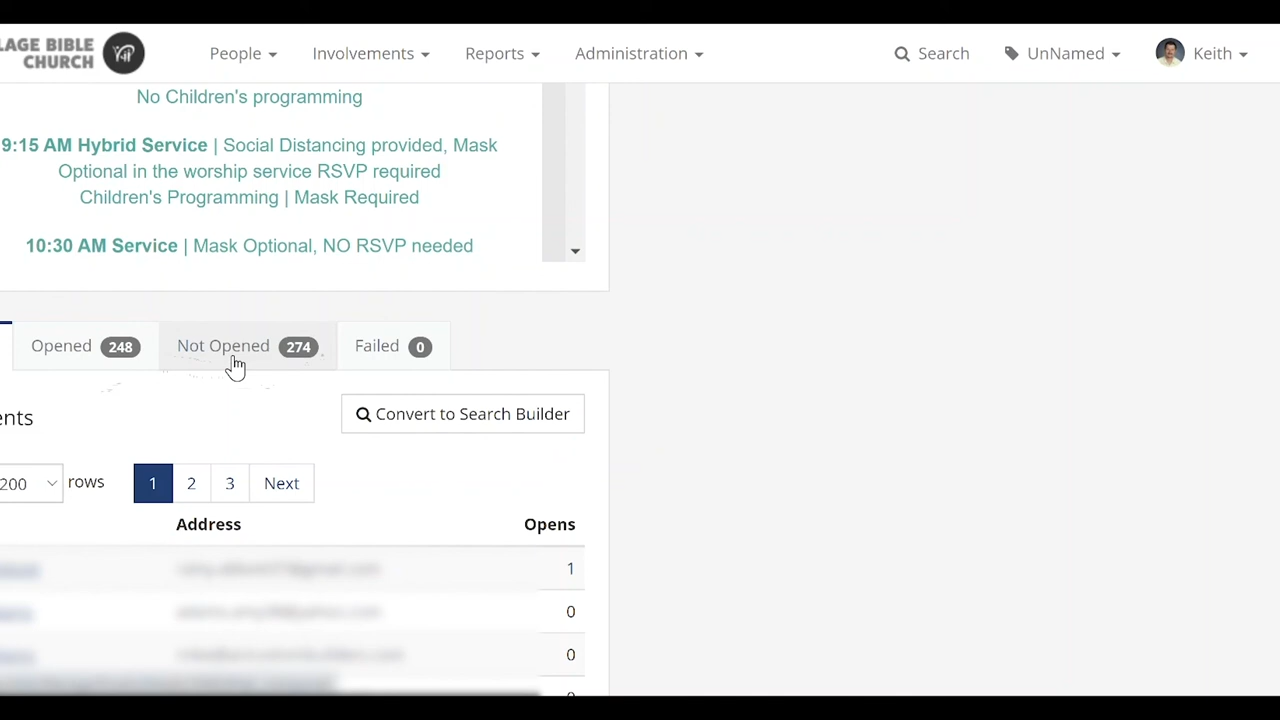 LAGE BIBLE
CHURCH
People Involvements Reports Administration Search UnNamed Keith
No Children's programming
9:15 AM Hybrid Service | Social Distancing provided, Mask
Optional in the worship service RSVP required
Children's Programming | Mask Required
10:30 AM Service | Mask Optional, NO RSVP needed
Opened 248 Not Opened 274 Failed 0
ents Convert to Search Builder
200 rows 1 2 3 Next
Address Opens
1
0
0